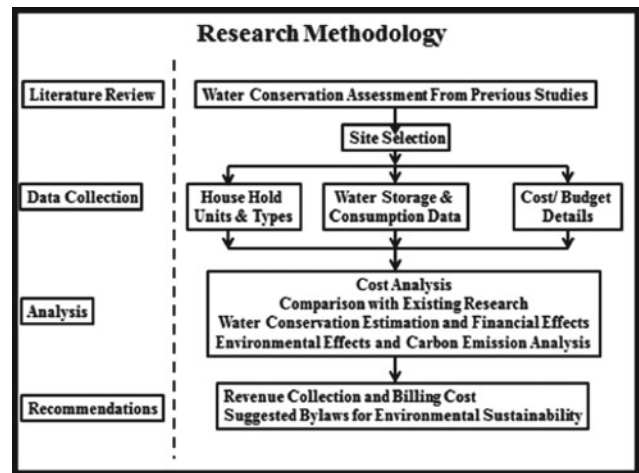 Research Methodology
Literature Review
Water Conservation Assessment From Previous Studies
Site Selection
Data Collection
House Hold
Units & Types
Water Storage &
Consumption Data
Cost/ Budget
Details
Analysis
Cost Analysis
Comparison with Existing Research
Water Conservation Estimation and Financial Effects
Environmental Effects and Carbon Emission Analysis
Recommendations
Revenue Collection and Billing Cost
Suggested Bylaws for Environmental Sustainability